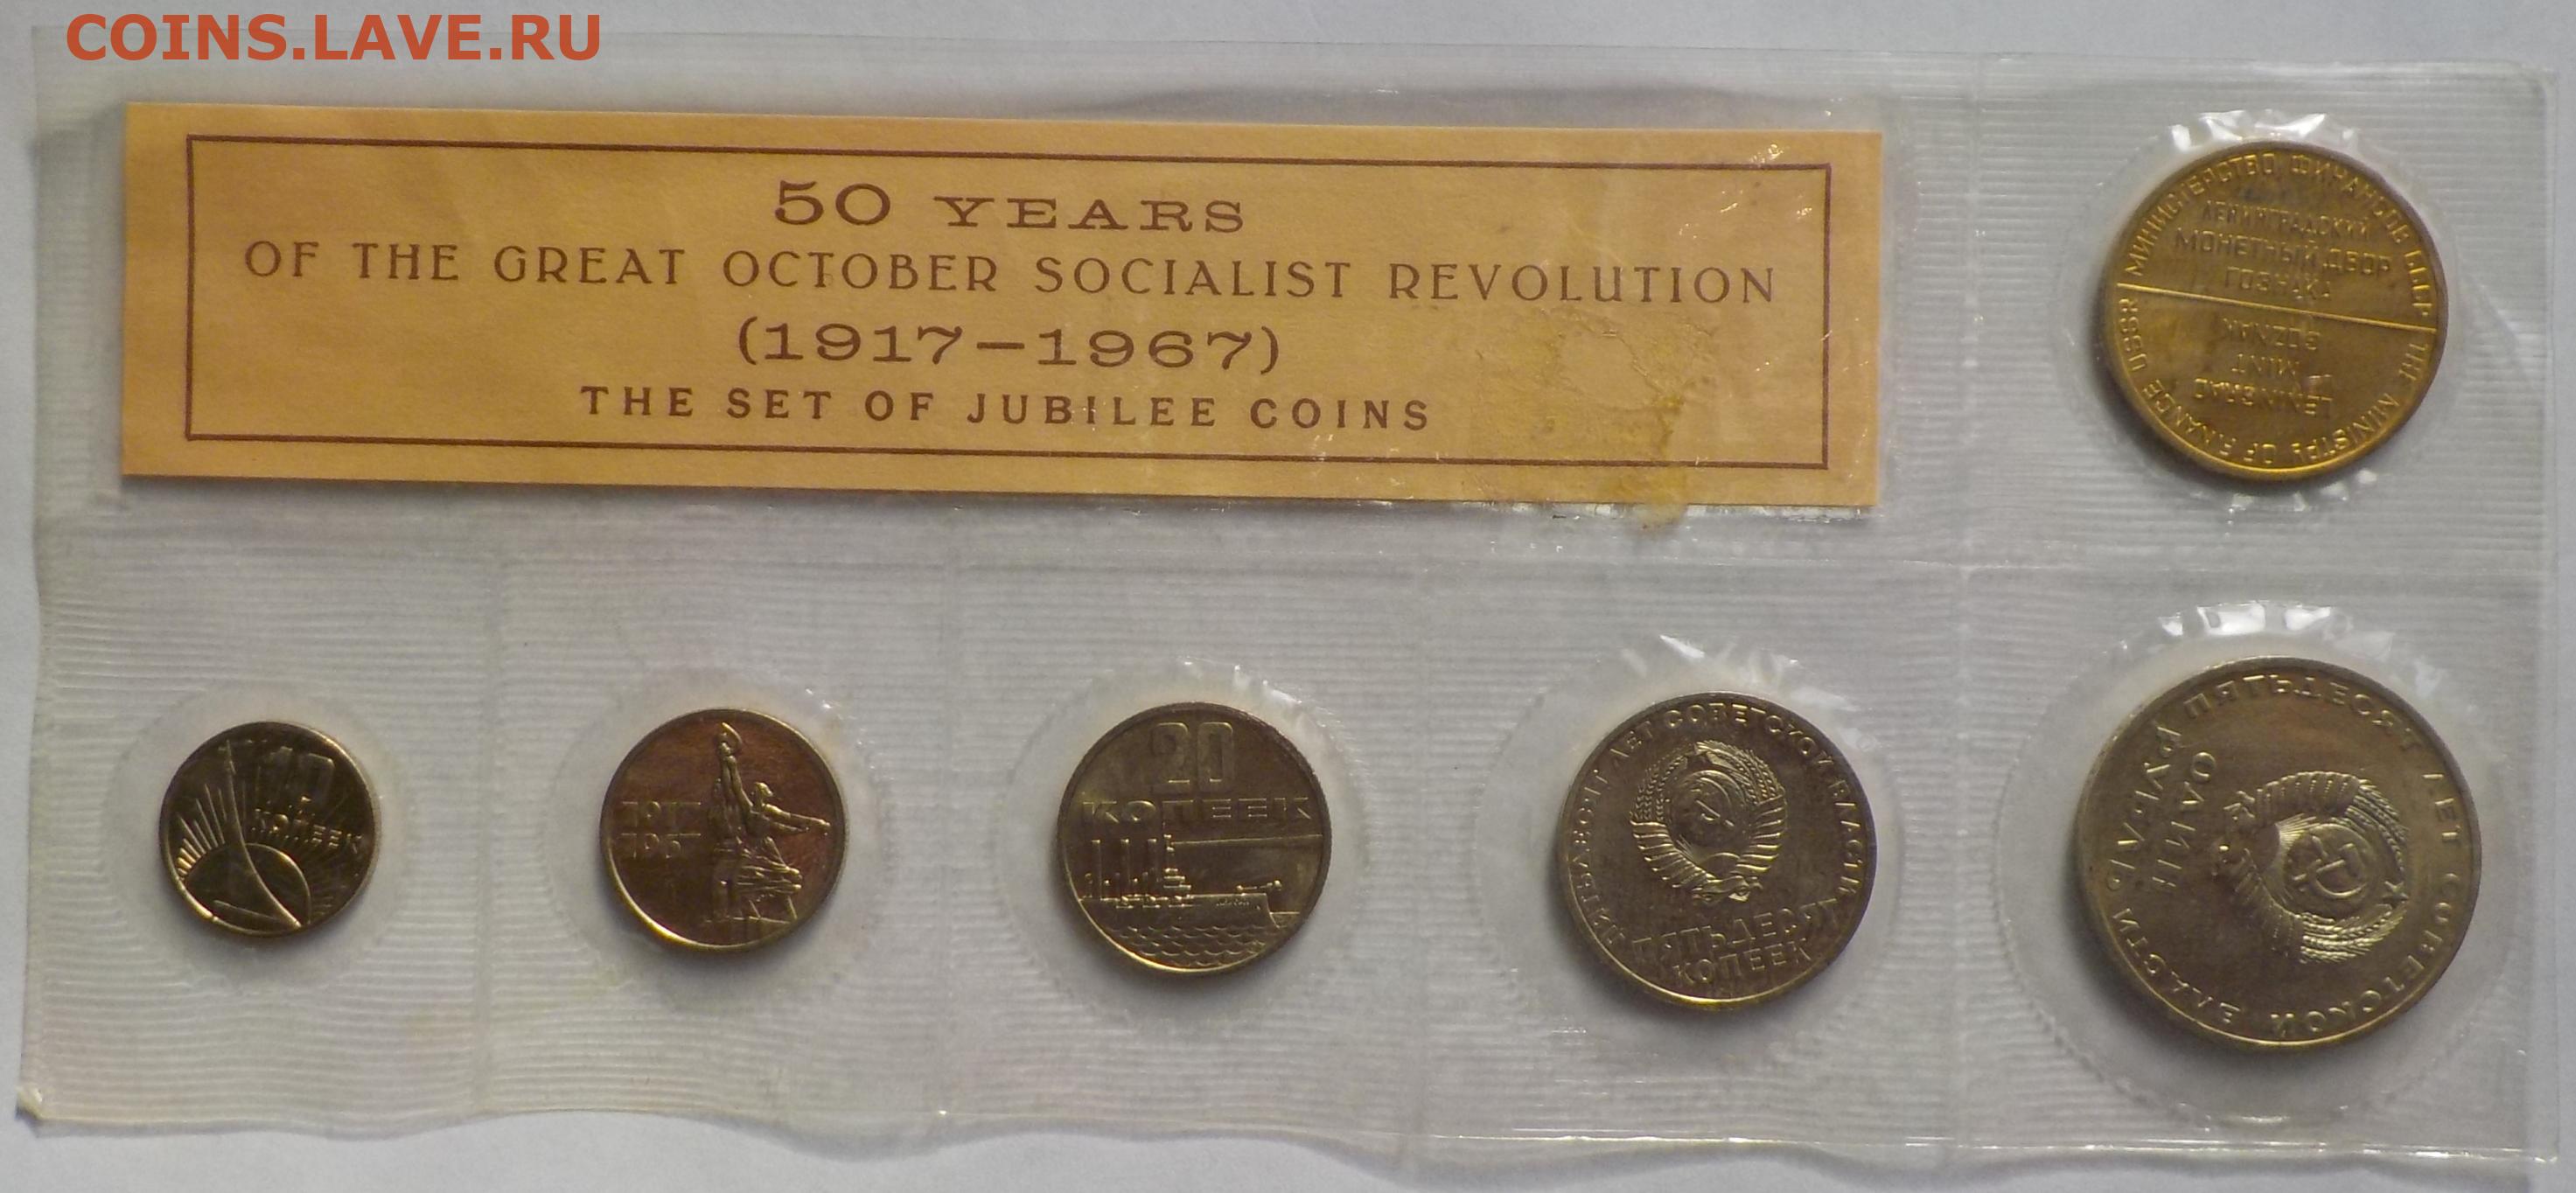 COINS.LAVE.RU
50 YEARS
OF THE GREAT OCTOBER SOCIALIST REVOLUTION
(1917–1967)
THE SET OF JUBILEE COINS
МИНИСТЕРСТВО ФИНАНСОВ СССР
ЛЕНИНГРАДСКИЙ
МОНЕТНЫЙ ДВОР
ГОЗНАКА
THE MINISTRY OF FINANCE USSR
LENINGRAD
MINT
GOZNAK
10
КОПЕЕК
1917
1967
20
КОПЕЕК
ПЯТЬДЕСЯТ ЛЕТ СОВЕТСКОЙ ВЛАСТИ
ПЯТЬДЕСЯТ
КОПЕЕК
ПЯТЬДЕСЯТ ЛЕТ СОВЕТСКОЙ ВЛАСТИ
ОДИН
РУБЛЬ